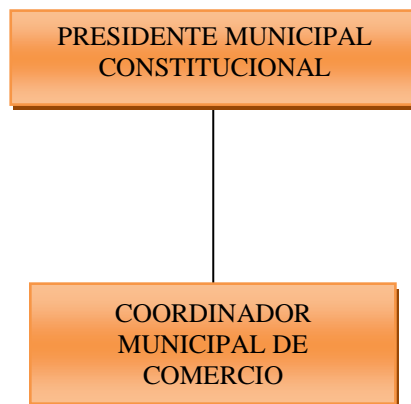 PRESIDENTE MUNICIPAL
CONSTITUCIONAL
COORDINADOR
MUNICIPAL DE
COMERCIO